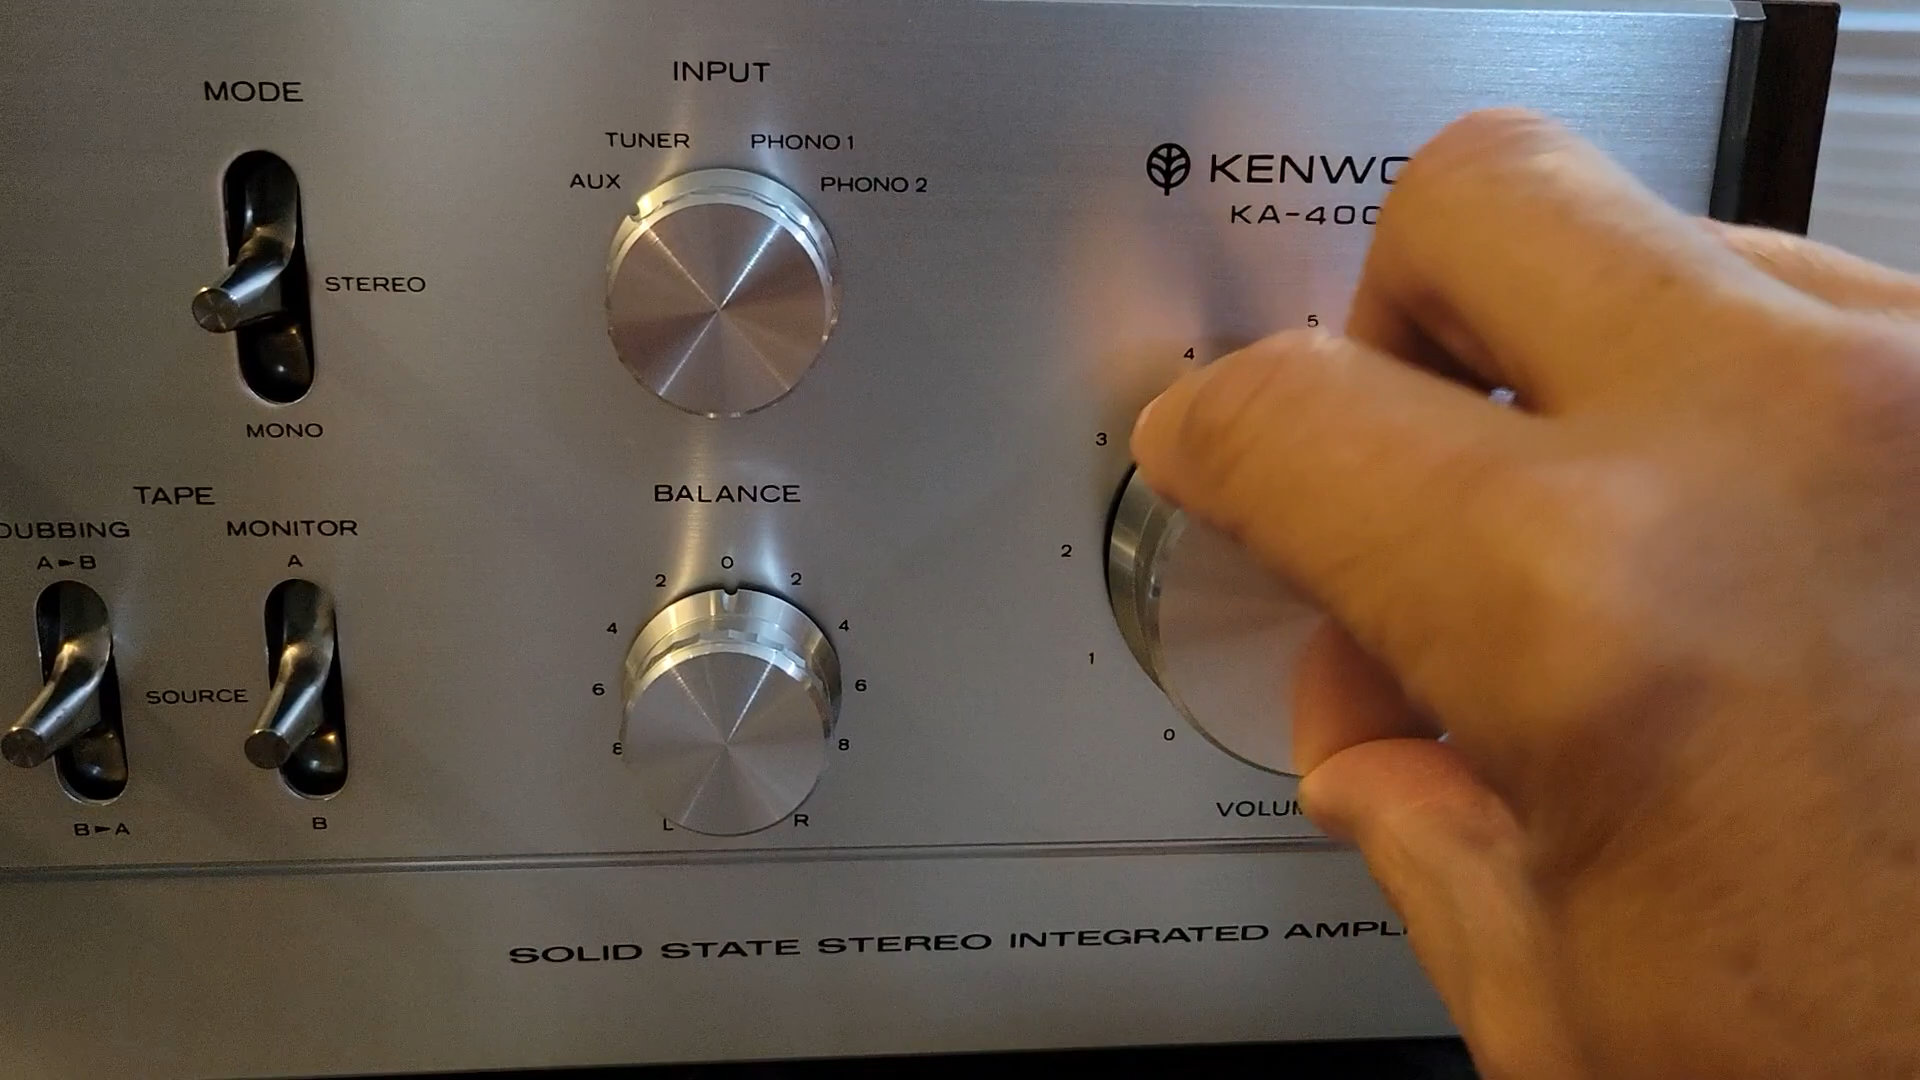 MODE
STEREO
MONO
INPUT
AUX
TUNER
PHONO 1
PHONO 2
KENWO
KA-400
TAPE
DUBBING
A►B
B►A
SOURCE
MONITOR
A
B
BALANCE
8
6
4
2
0
2
4
6
8
L
R
0
1
2
3
4
5
VOLUM
SOLID STATE STEREO INTEGRATED AMPLI